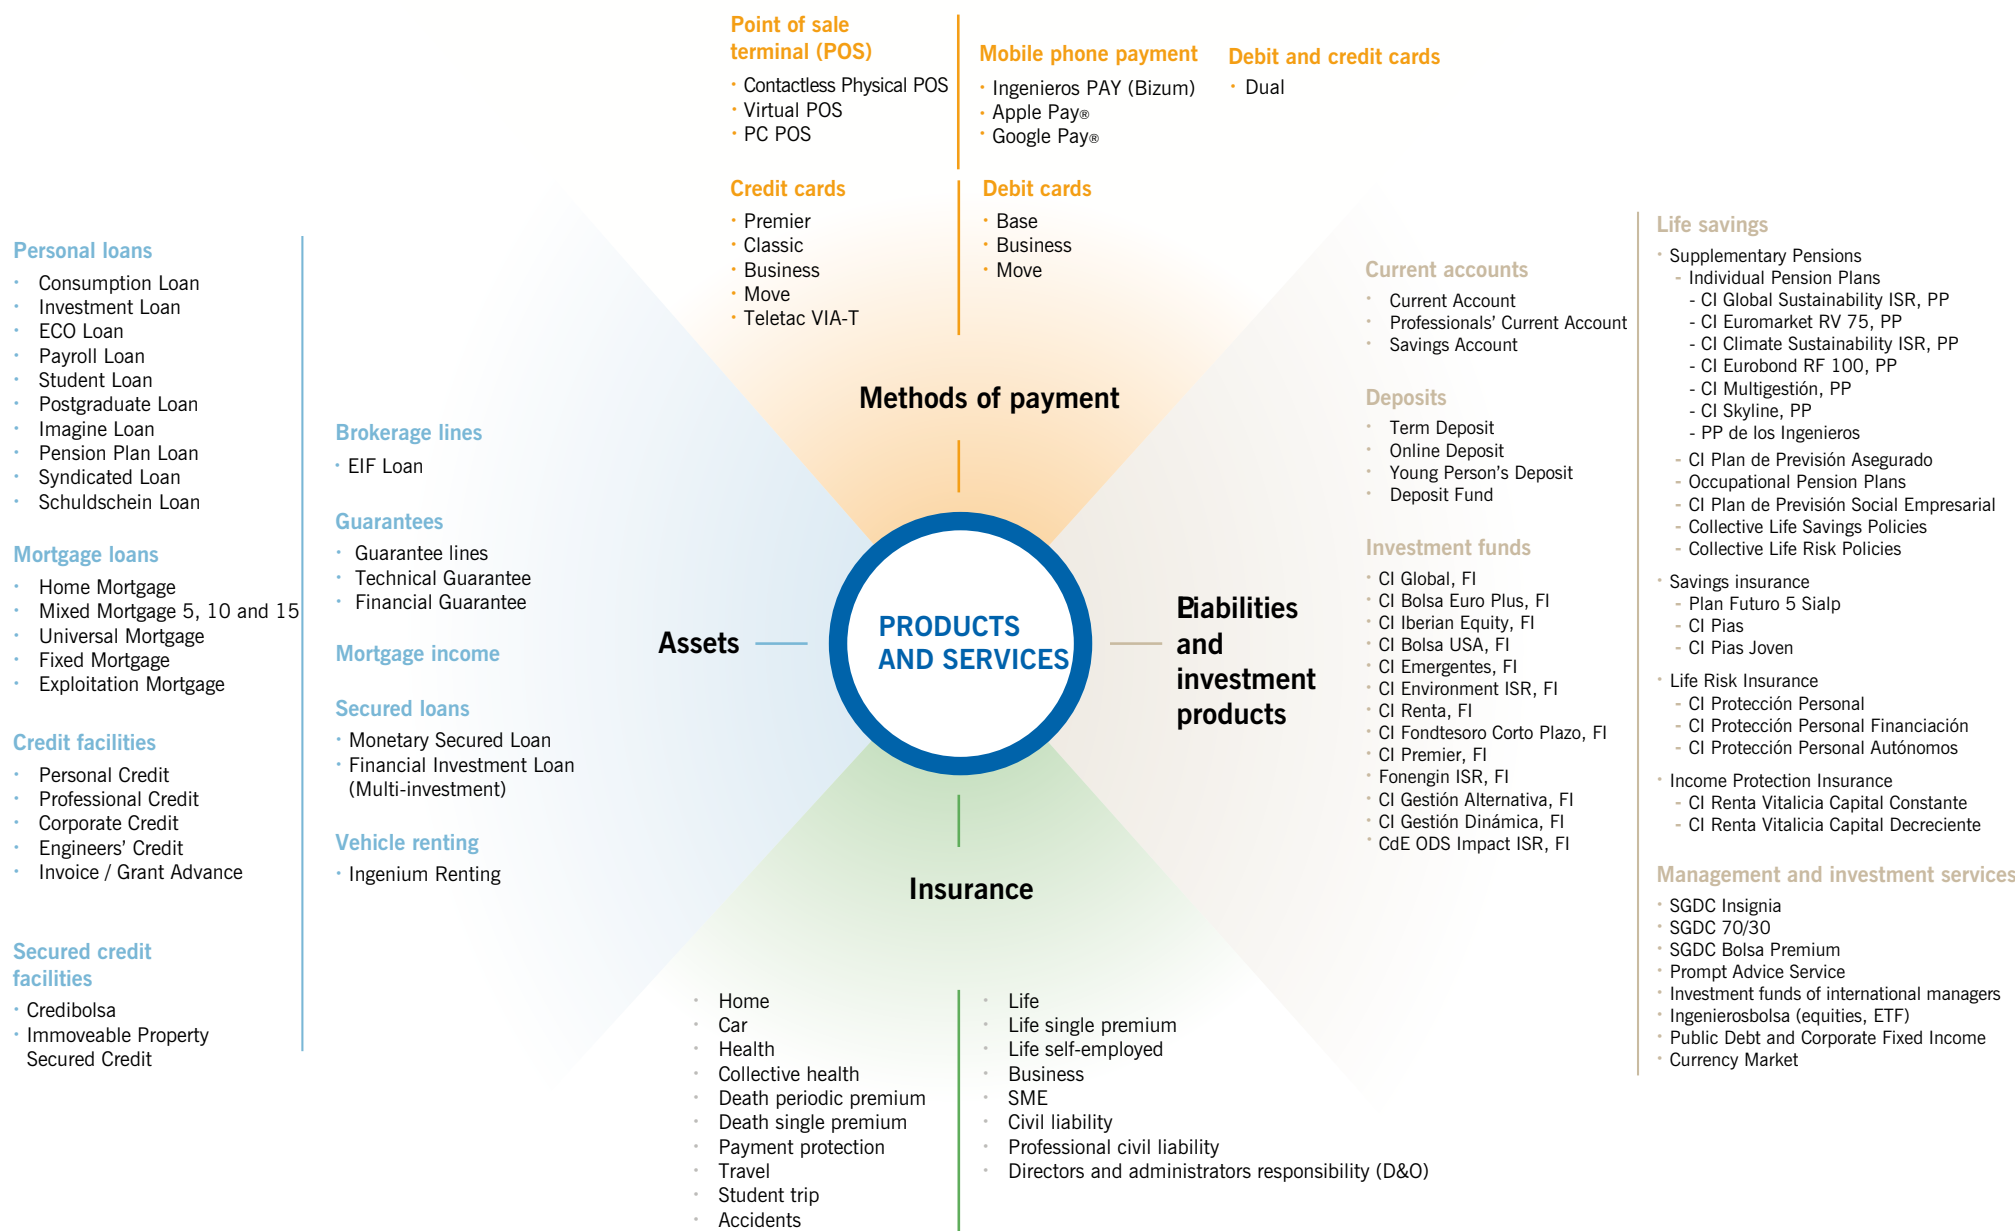 Point of sale
terminal (POS)
· Contactless Physical POS
· Virtual POS
· PC POS
Mobile phone payment
· Ingenieros PAY (Bizum)
· Apple Pay®
· Google Pay®
Debit and credit cards
· Dual
Credit cards
· Premier
· Classic
· Business
· Move
· Teletac VIA-T
Debit cards
· Base
· Business
· Move
Methods of payment
Personal loans
· Consumption Loan
· Investment Loan
· ECO Loan
· Payroll Loan
· Student Loan
· Postgraduate Loan
· Imagine Loan
· Pension Plan Loan
· Syndicated Loan
· Schuldschein Loan
Mortgage loans
· Home Mortgage
· Mixed Mortgage 5, 10 and 15
· Universal Mortgage
· Fixed Mortgage
· Exploitation Mortgage
Credit facilities
· Personal Credit
· Professional Credit
· Corporate Credit
· Engineers' Credit
· Invoice / Grant Advance
Secured credit
facilities
· Credibolsa
· Immoveable Property
Secured Credit
Brokerage lines
· EIF Loan
Guarantees
· Guarantee lines
· Technical Guarantee
· Financial Guarantee
Mortgage income
Secured loans
· Monetary Secured Loan
· Financial Investment Loan
(Multi-investment)
Vehicle renting
· Ingenium Renting
Assets
PRODUCTS
AND SERVICES
and
investment
products
Current accounts
· Current Account
· Professionals' Current Account
· Savings Account
Deposits
· Term Deposit
· Online Deposit
· Young Person's Deposit
· Deposit Fund
Investment funds
· CI Global, FI
· CI Bolsa Euro Plus, FI
· CI Iberian Equity, FI
· CI Bolsa USA, FI
· CI Emergentes, FI
· CI Environment ISR, FI
· CI Renta, FI
· CI Fondtesoro Corto Plazo, FI
· CI Premier, FI
· Fonengin ISR, FI
· CI Gestión Alternativa, FI
· CI Gestión Dinámica, FI
· CdE ODS Impact ISR, FI
Life savings
· Supplementary Pensions
- Individual Pension Plans
- CI Global Sustainability ISR, PP
- CI Euromarket RV 75, PP
- CI Climate Sustainability ISR, PP
- CI Eurobond RF 100, PP
- CI Multigestión, PP
- CI Skyline, PP
- PP de los Ingenieros
- CI Plan de Previsión Asegurado
- Occupational Pension Plans
- CI Plan de Previsión Social Empresarial
- Collective Life Savings Policies
- Collective Life Risk Policies
· Savings insurance
- Plan Futuro 5 Sialp
- CI Pias
- CI Pias Joven
· Life Risk Insurance
- CI Protección Personal
- CI Protección Personal Financiación
- CI Protección Personal Autónomos
· Income Protection Insurance
- CI Renta Vitalicia Capital Constante
- CI Renta Vitalicia Capital Decreciente
Management and investment services
· SGDC Insignia
· SGDC 70/30
· SGDC Bolsa Premium
· Prompt Advice Service
· Investment funds of international managers
· Ingenierosbolsa (equities, ETF)
· Public Debt and Corporate Fixed Income
· Currency Market
Insurance
· Home
· Car
· Health
· Collective health
· Death periodic premium
· Death single premium
· Payment protection
· Travel
· Student trip
· Accidents
· Life
· Life single premium
· Life self-employed
· Business
· SME
· Civil liability
· Professional civil liability
· Directors and administrators responsibility (D&O)